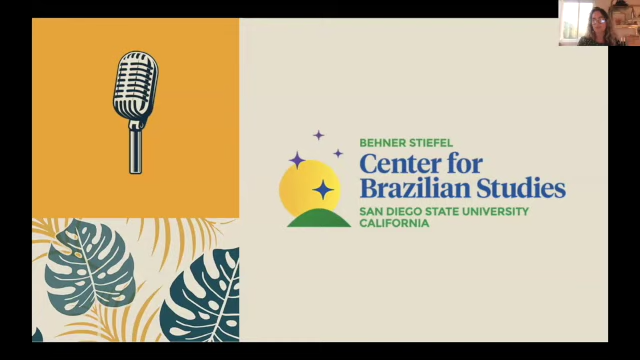 BEHNER STIEFEL
Center for
Brazilian Studies
SAN DIEGO STATE UNIVERSITY
CALIFORNIA